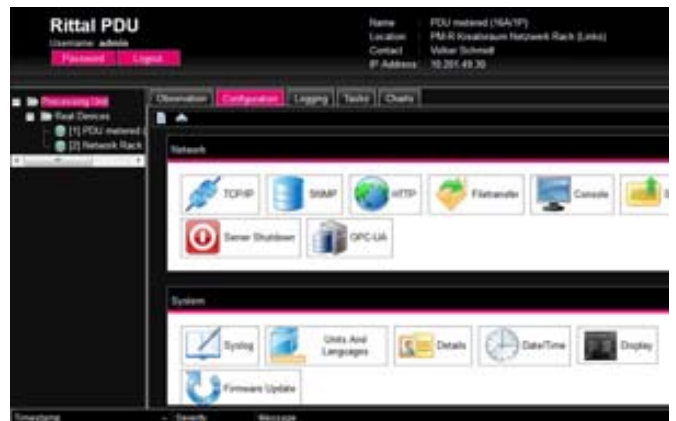 Rittal PDU
Username admin
Password Logout
Name PDU metered (16A/1P)
Location PM-R Kreativraum Netzwerk Rack (Links)
Contact Volker Schmidt
IP Address 10.201.49.30
Processing Unit
Real Devices
[1] PDU metered (
[2] Network Rack
Observation Configuration Logging Tasks Charts
Network
TCP/IP SNMP HTTP Filetransfer Console
Server Shutdown OPC-UA
System
Syslog Units And Languages Details Date/Time Display
Firmware Update
Timestamp Severity Message